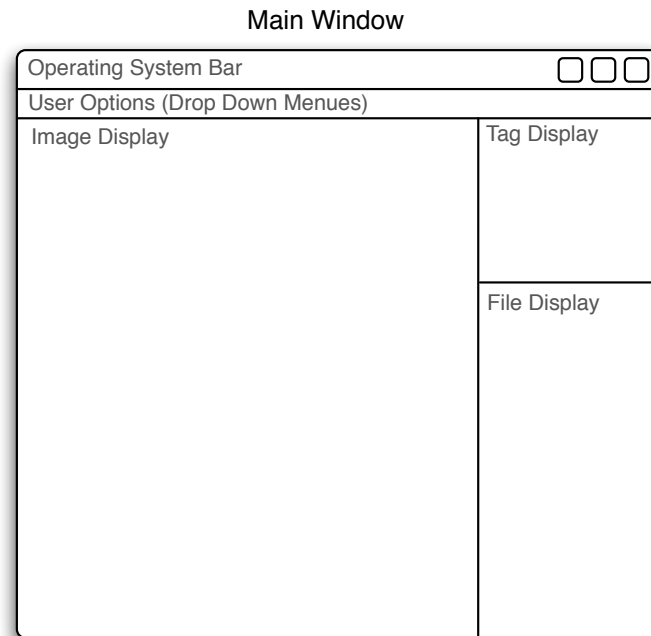 Main Window
Operating System Bar
User Options (Drop Down Menues)
Image Display
Tag Display
File Display